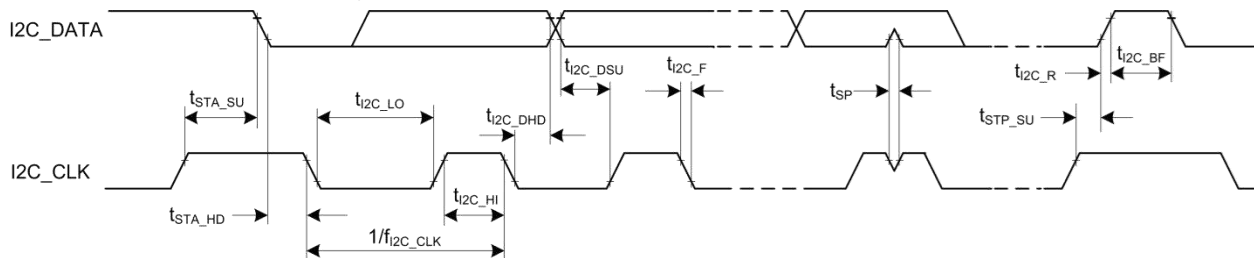 I2C_DATA
tSTA_SU
tI2C_LO
tI2C_DHD
tI2C_DSU
tI2C_F
tSP
tI2C_R
tI2C_BF
tSTP_SU
I2C_CLK
tSTA_HD
tI2C_HI
1/fI2C_CLK